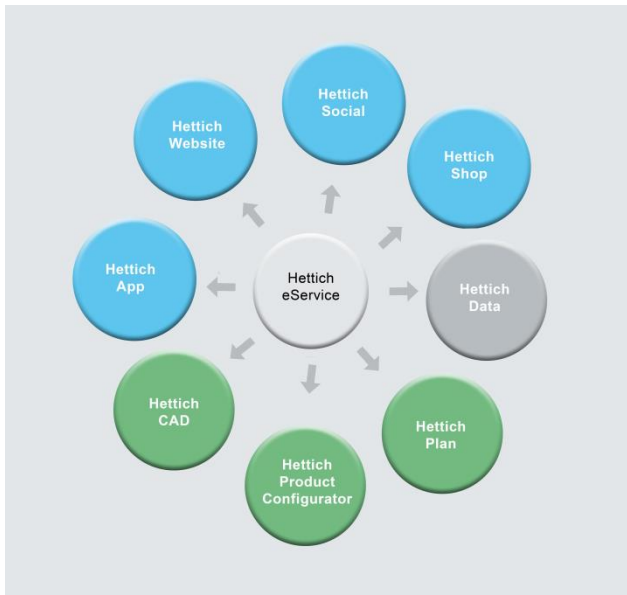 Hettich
Social
Hettich
Website
Hettich
Shop
Hettich
App
Hettich
eService
Hettich
Data
Hettich
CAD
Hettich
Plan
Hettich
Product
Configurator